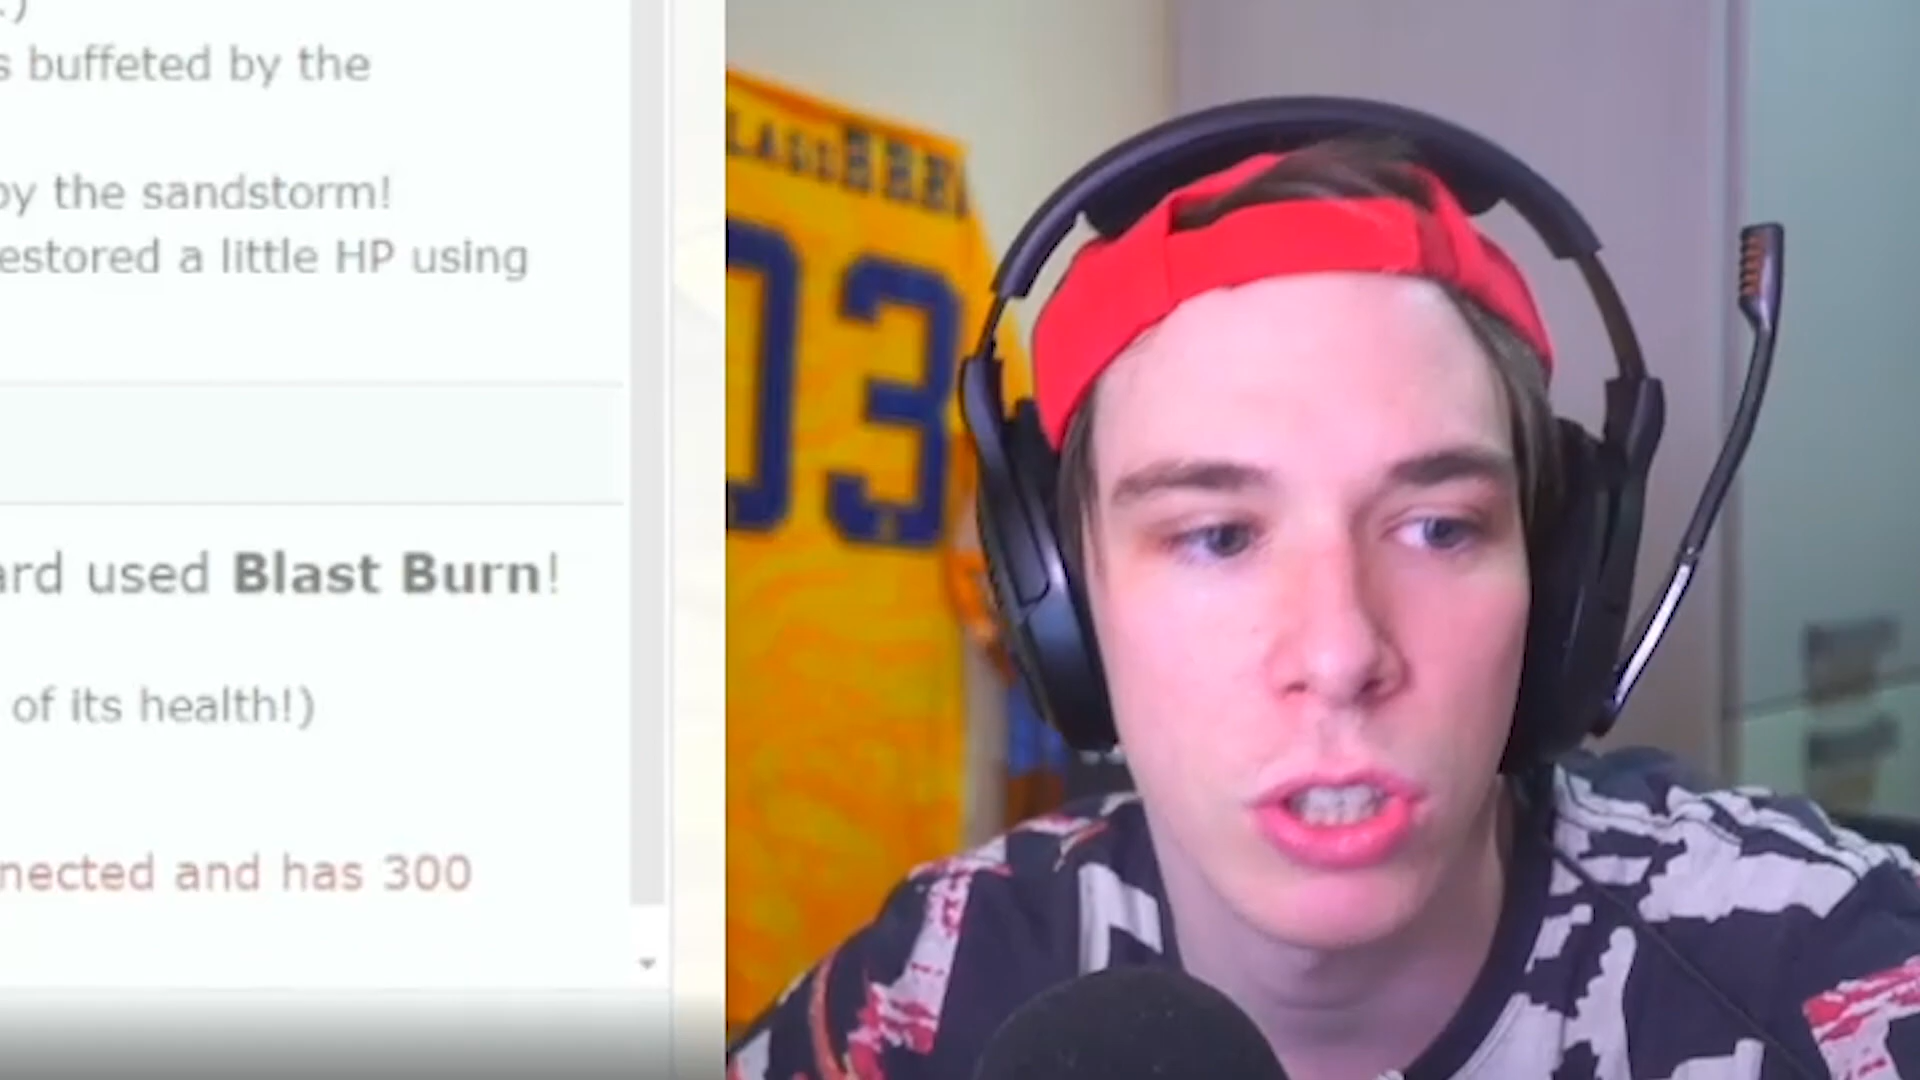 buffeted by the
by the sandstorm!
estored a little HP using
ard used Blast Burn!
of its health!)
nected and has 300
03